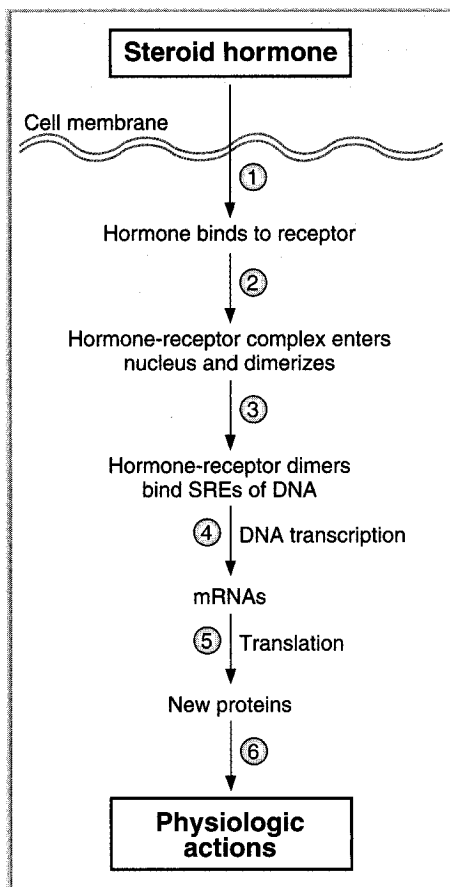 Steroid hormone
Cell membrane
1
Hormone binds to receptor
2
Hormone-receptor complex enters
nucleus and dimerizes
3
Hormone-receptor dimers
bind SREs of DNA
4 DNA transcription
mRNAs
5 Translation
New proteins
6
Physiologic
actions